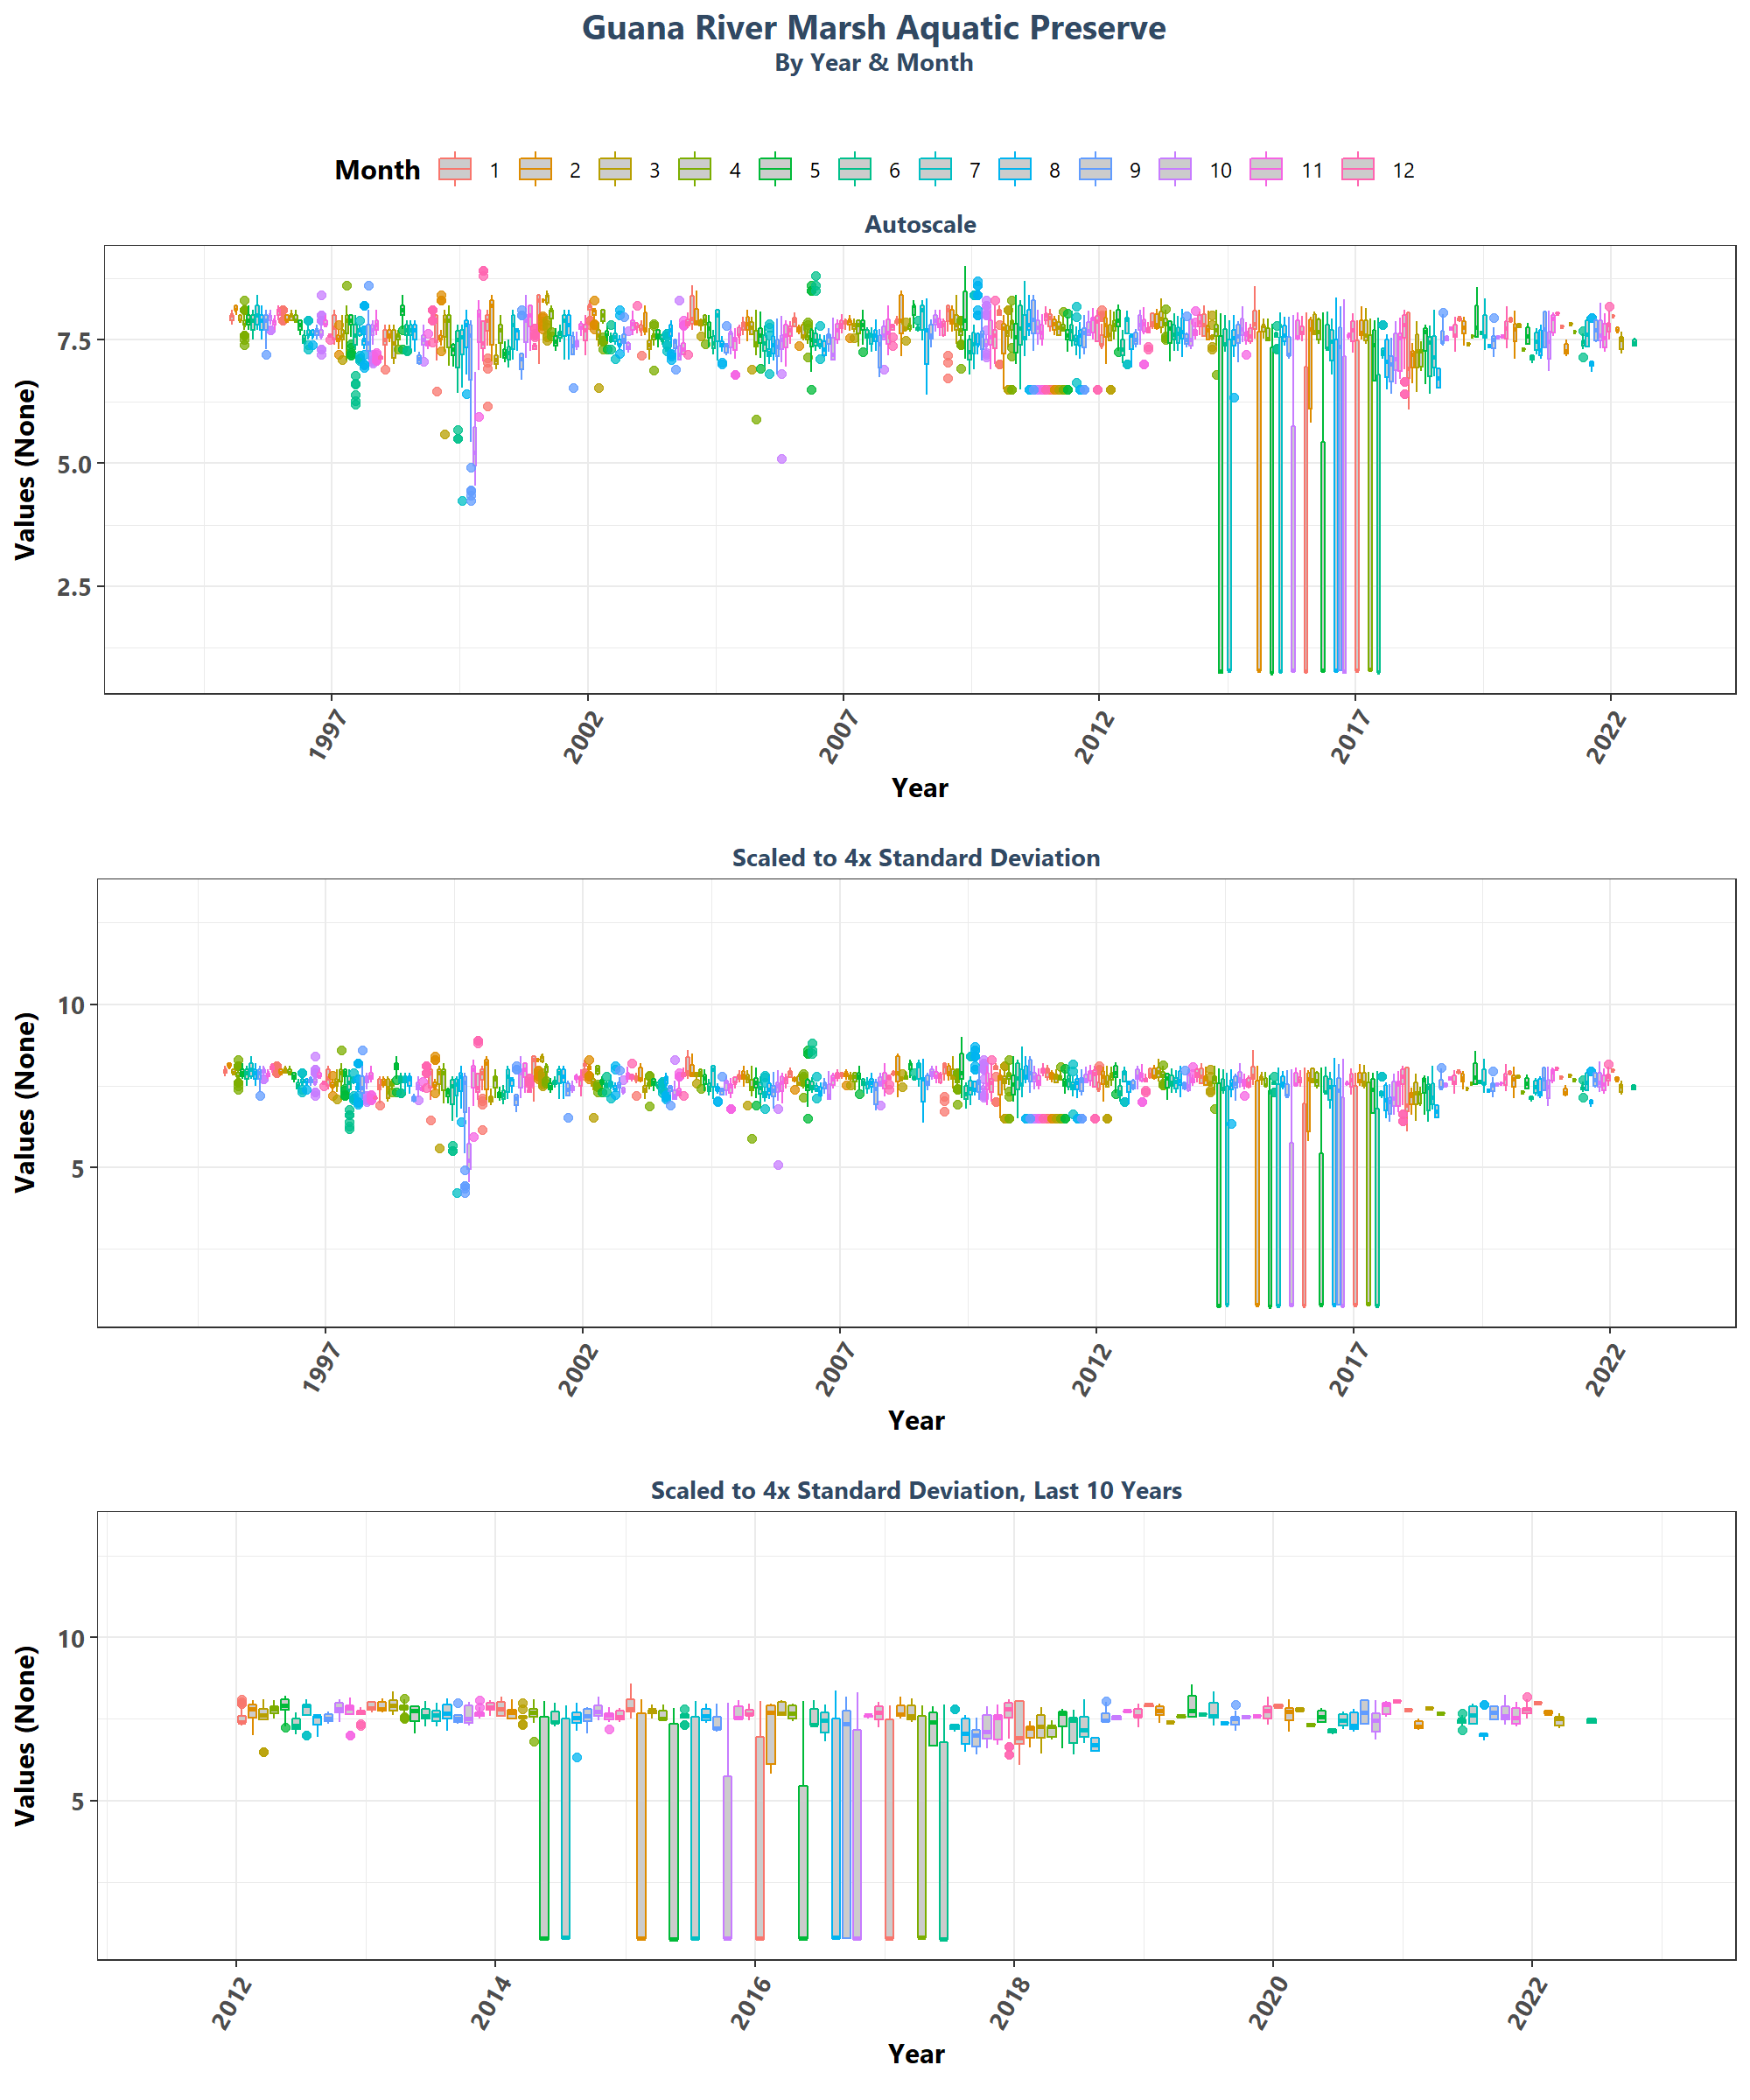 Guana River Marsh Aquatic Preserve
By Year & Month
Month 1 2 3 4 5 6 7 8 9 10 11 12
Autoscale
Values (None)
7.5
5.0
2.5
1997 2002 2007 2012 2017 2022
Year
Scaled to 4x Standard Deviation
Values (None)
10
5
1997 2002 2007 2012 2017 2022
Year
Scaled to 4x Standard Deviation, Last 10 Years
Values (None)
10
5
2012 2014 2016 2018 2020 2022
Year